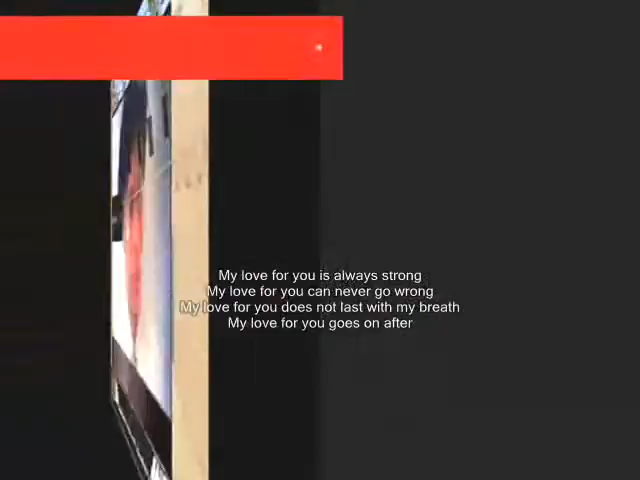 My love for you is always strong
My love for you can never go wrong
My love for you does not last with my breath
My love for you goes on after